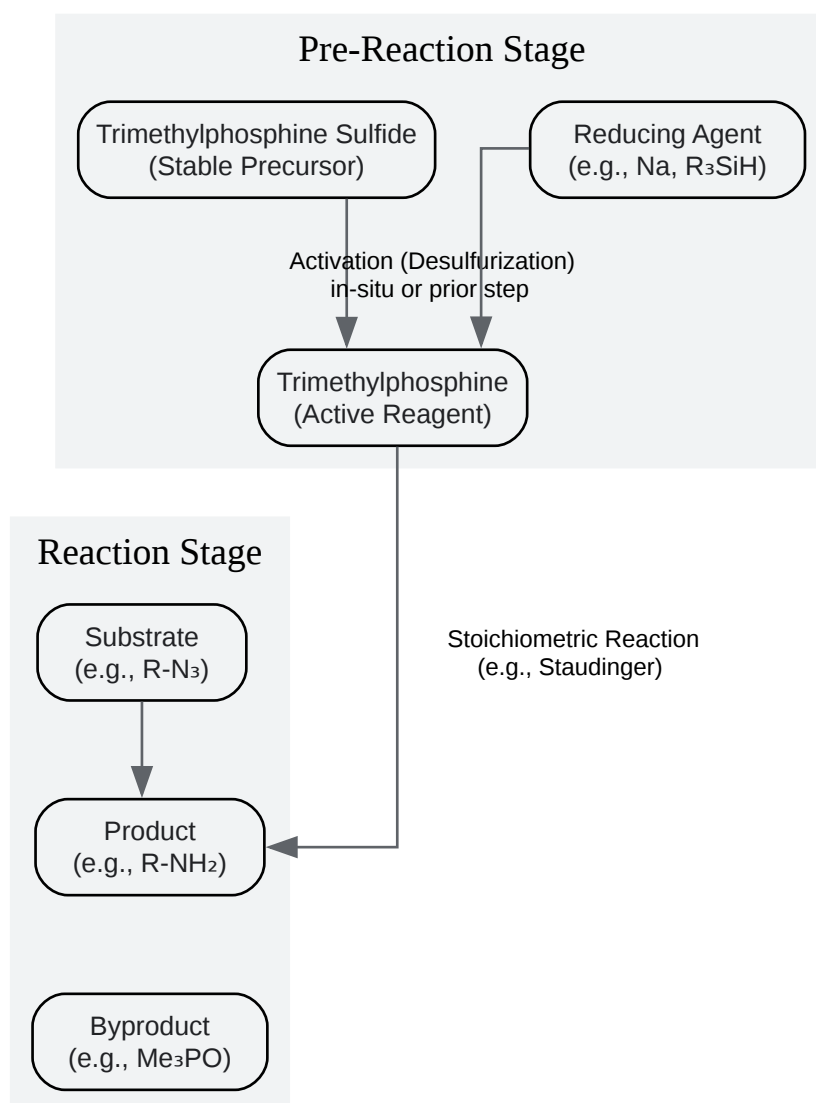 Pre-Reaction Stage
Trimethylphosphine Sulfide
(Stable Precursor)
Reducing Agent
(e.g., Na, R₃SiH)
Activation (Desulfurization)
in-situ or prior step
Trimethylphosphine
(Active Reagent)
Reaction Stage
Substrate
(e.g., R-N₃)
Stoichiometric Reaction
(e.g., Staudinger)
Product
(e.g., R-NH₂)
Byproduct
(e.g., Me₃PO)